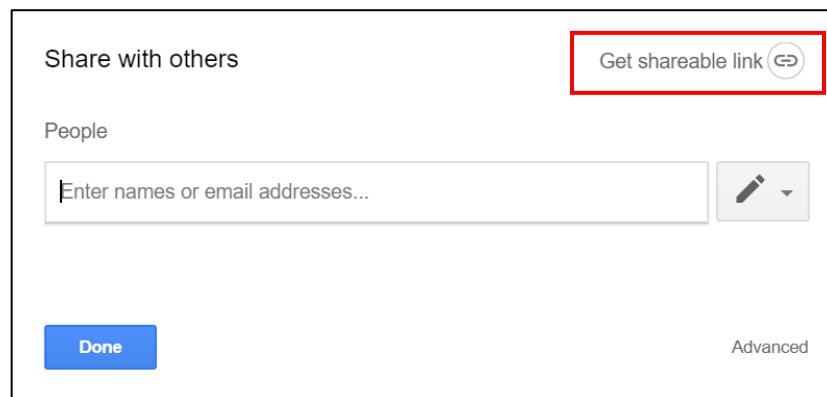 Share with others
Get shareable link
People
Enter names or email addresses...
Done
Advanced